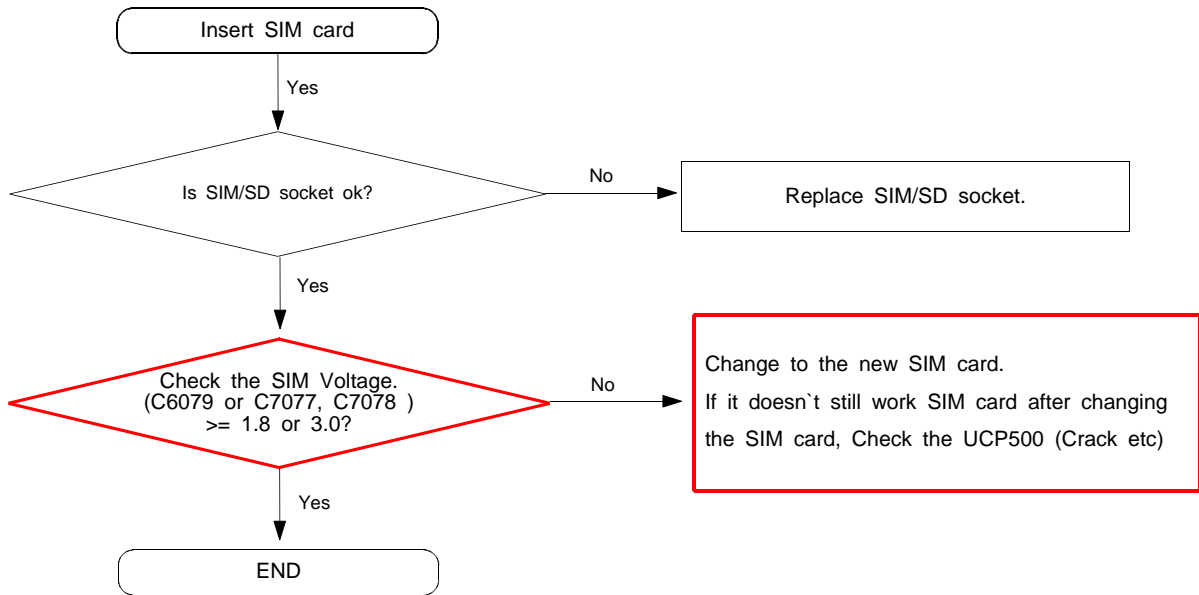 Insert SIM card
Yes
Is SIM/SD socket ok?
No
Replace SIM/SD socket.
Yes
Check the SIM Voltage.
(C6079 or C7077, C7078 )
>= 1.8 or 3.0?
No
Change to the new SIM card.
If it doesn`t still work SIM card after changing
the SIM card, Check the UCP500 (Crack etc)
Yes
END